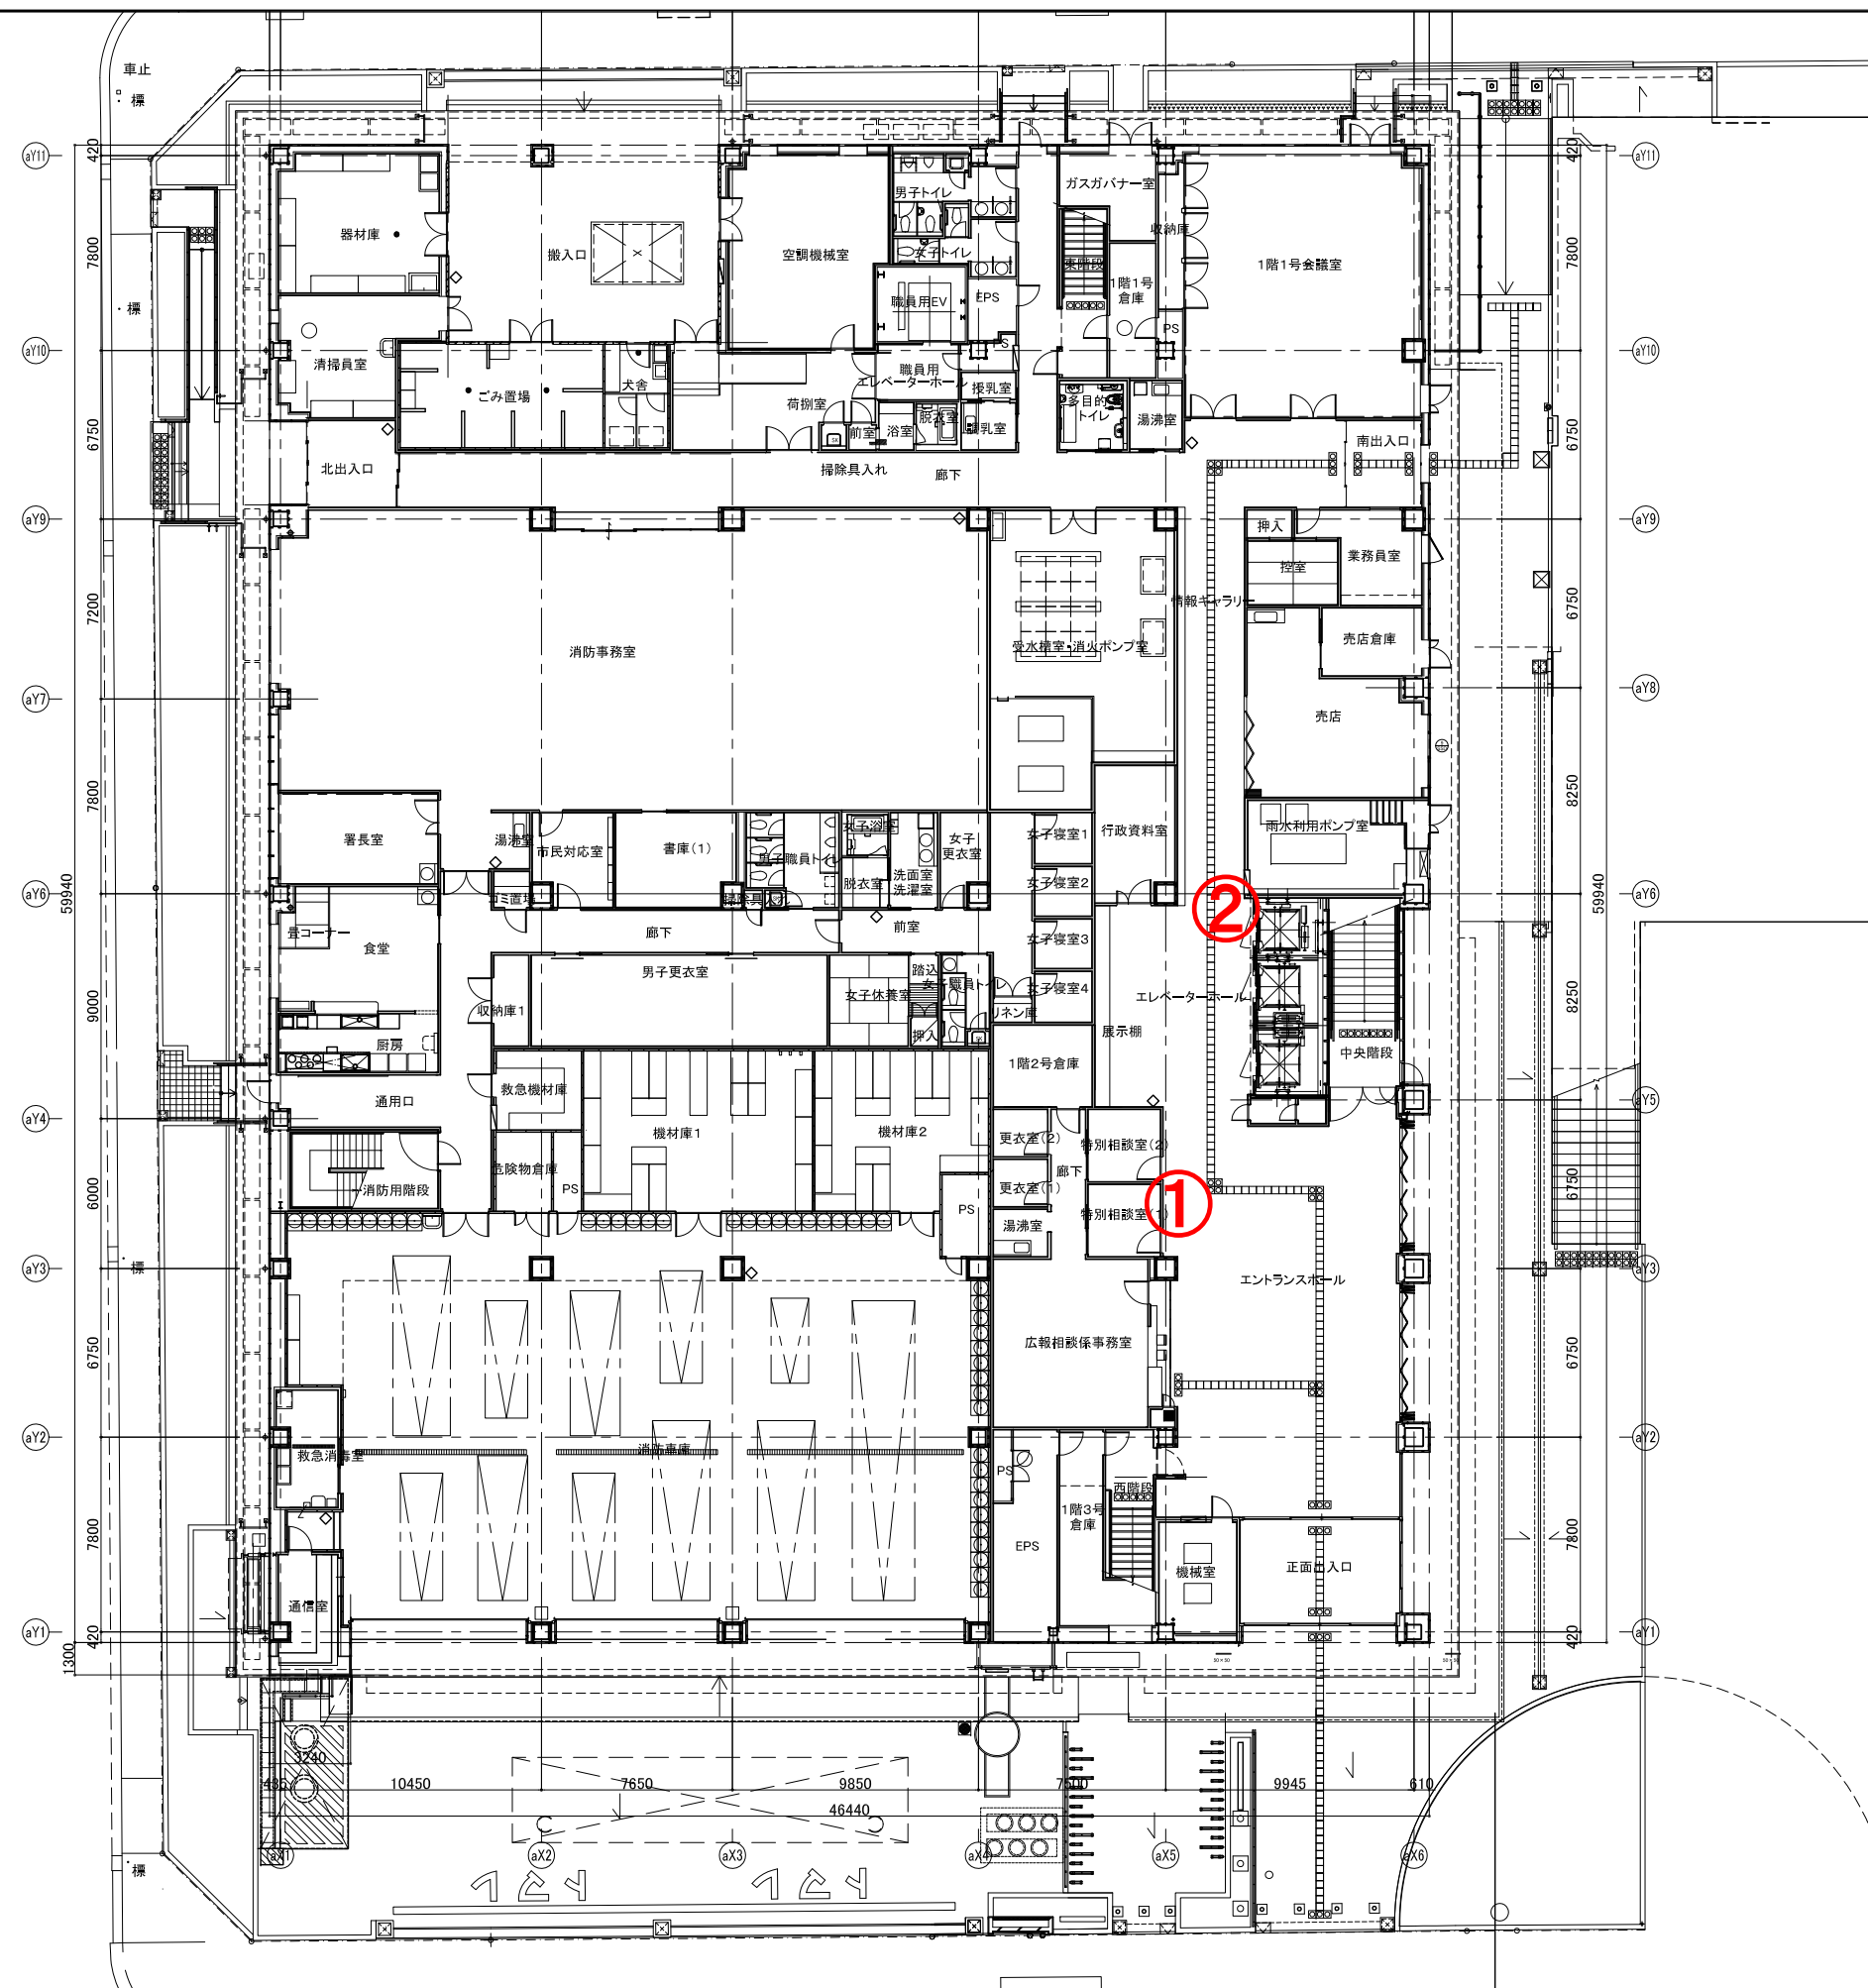 車止
標
aY11
420
420
aY11
器材庫
搬入口
空調機械室
男子トイレ
女子トイレ
職員用EV
EPS
ガスガバナー室
東階段
1階1号
倉庫
収納庫
PS
1階1号会議室
7800
7800
標
aY10
aY10
清掃員室
ごみ置場
犬舎
荷捌室
職員用
エレベーターホール
PS
授乳室
前室
浴室
脱衣室
調乳室
多目的
トイレ
湯沸室
6750
6750
北出入口
掃除具入れ
廊下
南出入口
aY9
aY9
押入
控室
業務員室
情報ギャラリー
7200
6750
消防事務室
受水槽室・消火ポンプ室
売店倉庫
aY7
aY8
売店
7800
8250
署長室
湯沸室
市民対応室
書庫(1)
男子職員トイレ
女子浴室
脱衣室
洗面室
洗濯室
女子
更衣室
女子寝室1
行政資料室
雨水利用ポンプ室
59940
59940
aY6
aY6
ゴミ置場
掃除具
女子寝室2
②
畳コーナー
食堂
廊下
前室
女子寝室3
9000
8250
男子更衣室
踏込
女子休養室
女子職員トイレ
女子寝室4
エレベーターホール
収納庫1
押入
リネン庫
展示棚
厨房
1階2号倉庫
中央階段
通用口
救急機材庫
aY4
aY5
機材庫1
機材庫2
更衣室(2)
特別相談室(2)
危険物倉庫
PS
廊下
消防用階段
更衣室(1)
特別相談室(1)
①
6000
6750
PS
湯沸室
標
aY3
aY3
エントランスホール
広報相談係事務室
6750
6750
aY2
aY2
救急消毒室
消防車庫
PS
西階段
1階3号
倉庫
7800
7800
EPS
機械室
正面出入口
通信室
aY1
420
420
aY1
1300
3240
435
10450
7650
9850
7500
9945
610
46440
aX1
aX2
aX3
aX4
aX5
aX6
標